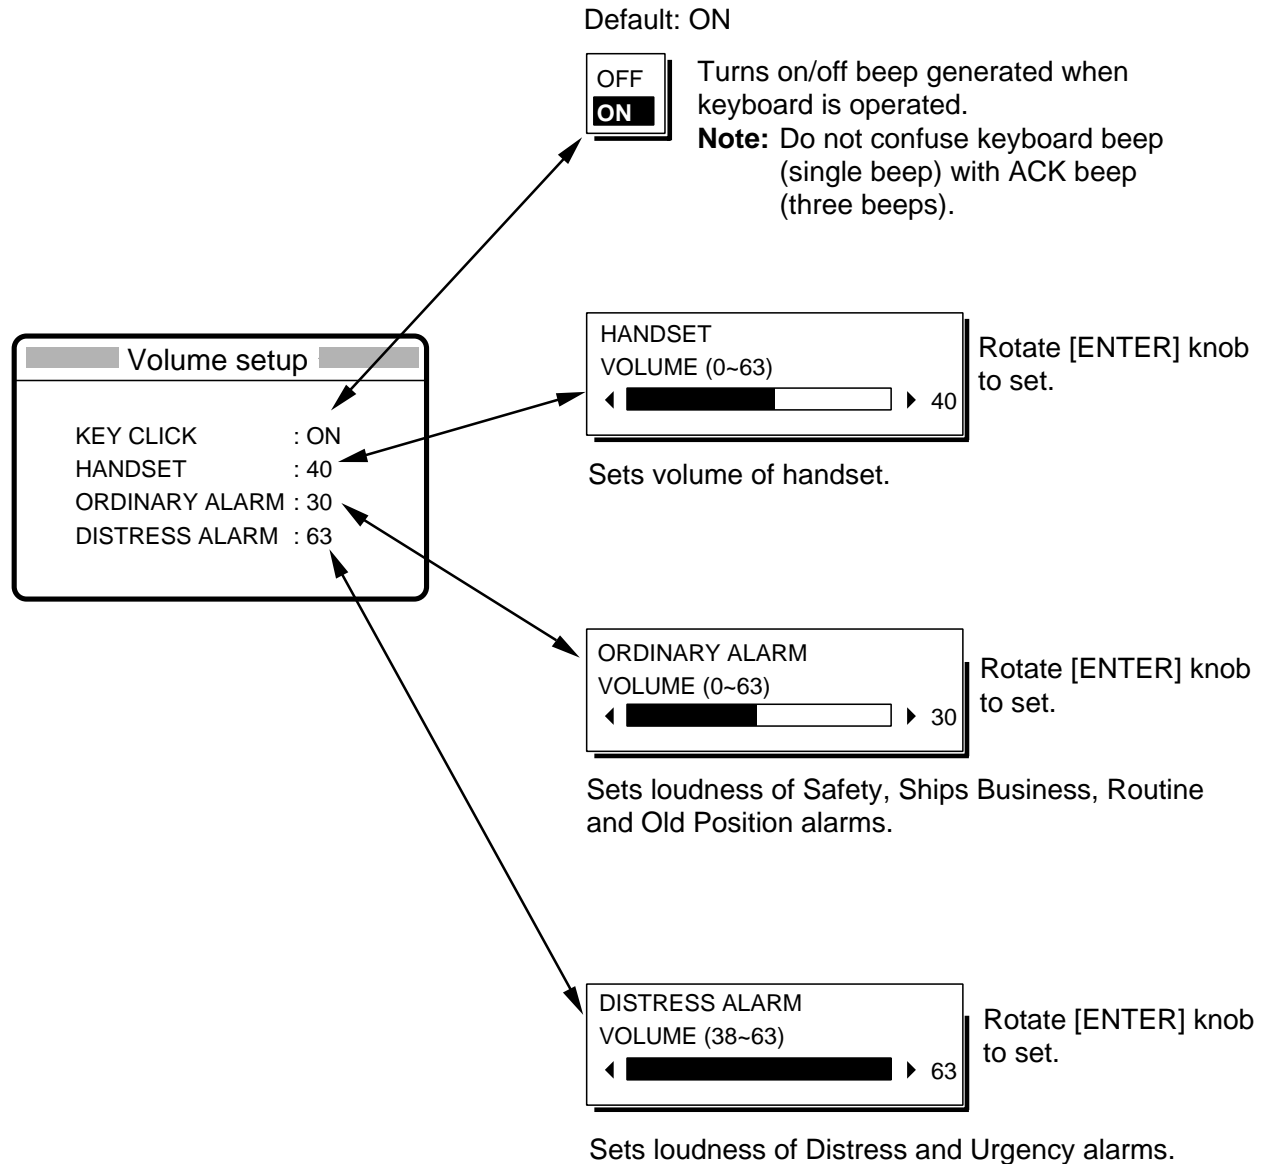 Default: ON
OFF
ON
Turns on/off beep generated when
keyboard is operated.
Note: Do not confuse keyboard beep
(single beep) with ACK beep
(three beeps).
Volume setup
KEY CLICK : ON
HANDSET : 40
ORDINARY ALARM : 30
DISTRESS ALARM : 63
HANDSET
VOLUME (0~63)
40
Rotate [ENTER] knob
to set.
Sets volume of handset.
ORDINARY ALARM
VOLUME (0~63)
30
Rotate [ENTER] knob
to set.
Sets loudness of Safety, Ships Business, Routine
and Old Position alarms.
DISTRESS ALARM
VOLUME (38~63)
63
Rotate [ENTER] knob
to set.
Sets loudness of Distress and Urgency alarms.